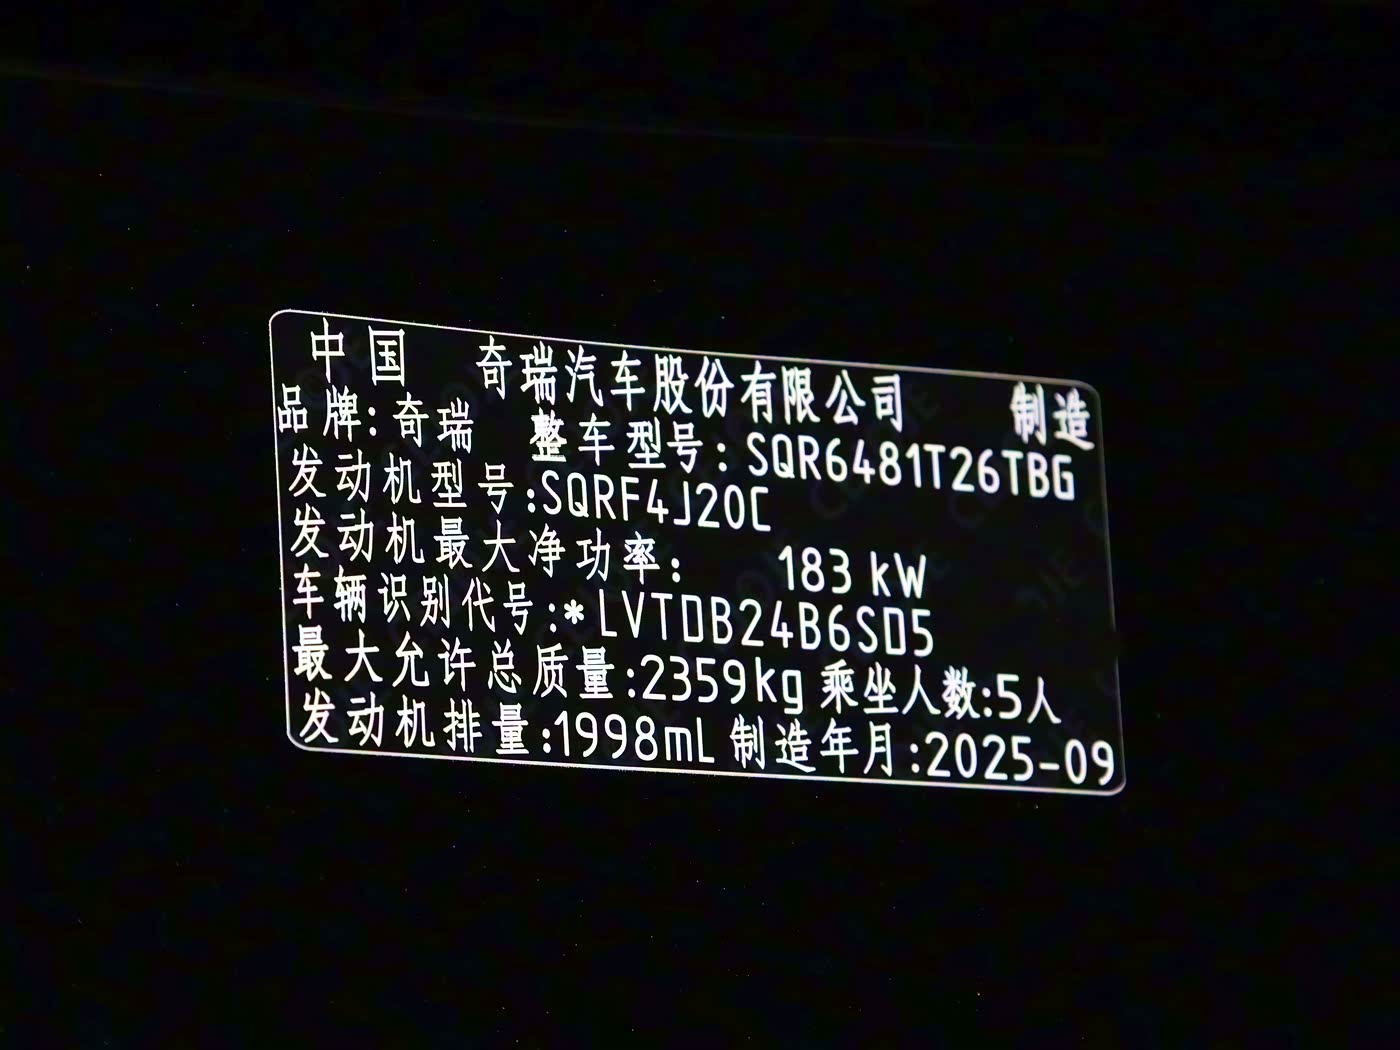 中国 奇瑞汽车股份有限公司 制造
品牌:奇瑞 整车型号:SQR6481T26TBG
发动机型号:SQRF4J20C
发动机最大净功率: 183 kW
车辆识别代号:*LVTDB24B6SD5
最大允许总质量:2359kg 乘坐人数:5人
发动机排量:1998mL 制造年月:2025-09